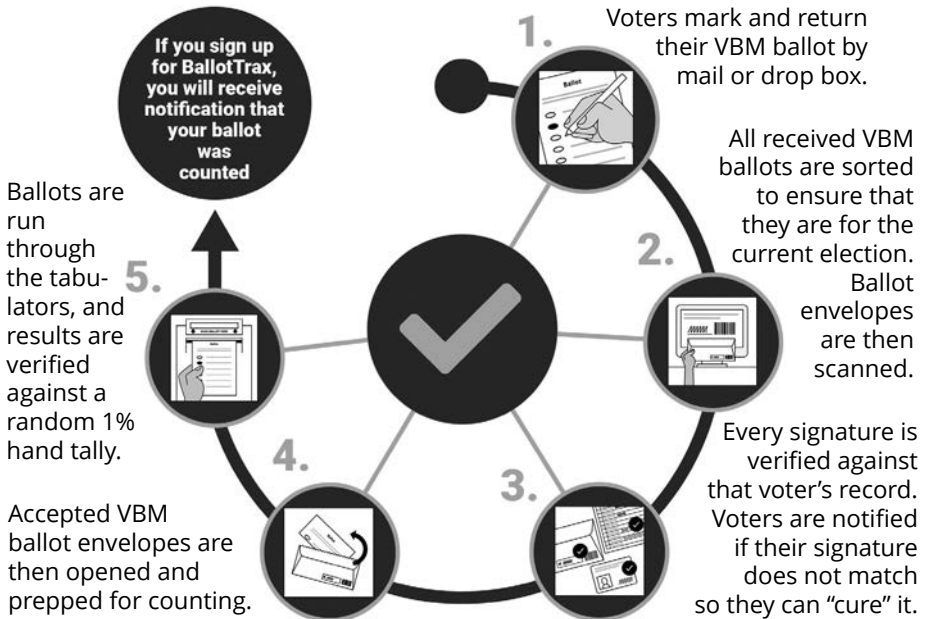 1.
Voters mark and return
their VBM ballot by
mail or drop box.
Ballot
2.
All received VBM
ballots are sorted
to ensure that
they are for the
current election.
Ballot
envelopes
are then
scanned.
3.
Every signature is
verified against
that voter’s record.
Voters are notified
if their signature
does not match
so they can “cure” it.
4.
Accepted VBM
ballot envelopes are
then opened and
prepped for counting.
5.
Ballots are
run
through
the tabu-
lators, and
results are
verified
against a
random 1%
hand tally.
If you sign up
for BallotTrax,
you will receive
notification that
your ballot
was
counted